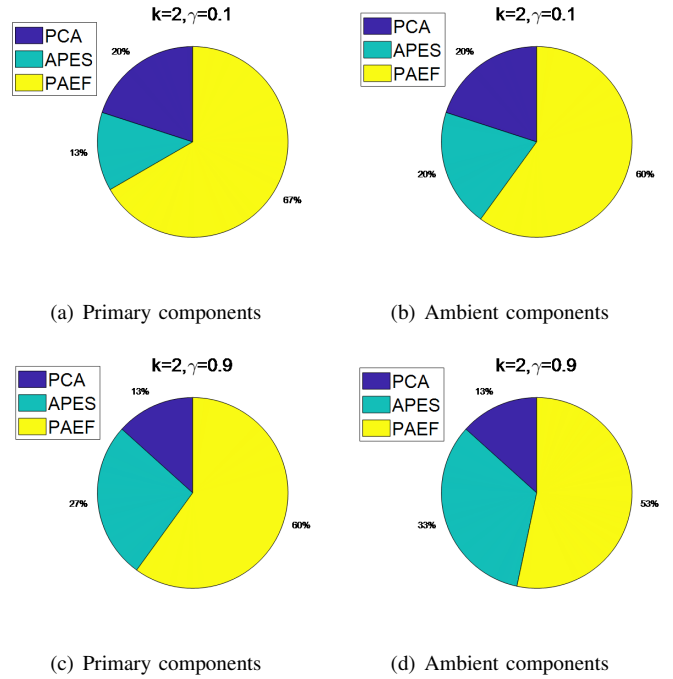 k=2,γ=0.1
PCA
APES
PAEF
20%
13%
67%
(a) Primary components
k=2,γ=0.1
PCA
APES
PAEF
20%
20%
60%
(b) Ambient components
k=2,γ=0.9
PCA
APES
PAEF
13%
27%
60%
(c) Primary components
k=2,γ=0.9
PCA
APES
PAEF
13%
33%
53%
(d) Ambient components